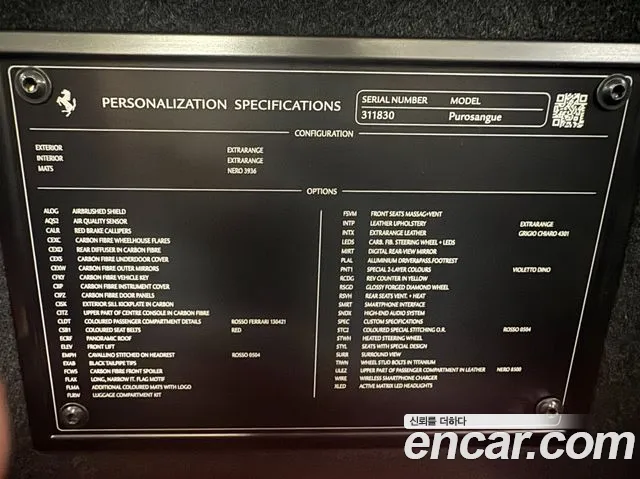 PERSONALIZATION SPECIFICATIONS
SERIAL NUMBER MODEL
311830 Purosangue
CONFIGURATION
EXTERIOR EXTRARANGE
INTERIOR EXTRARANGE
MATS NERO 3936
OPTIONS
ALOG AIRBRUSHED SHIELD
AQS2 AIR QUALITY SENSOR
CALR RED BRAKE CALLIPERS
CEXC CARBON FIBRE WHEELHOUSE FLARES
CEXD REAR DIFFUSER IN CARBON FIBRE
CEXS CARBON FIBRE UNDERDOOR COVER
CEXW CARBON FIBRE OUTER MIRRORS
CFKY CARBON FIBRE VEHICLE KEY
CIIP CARBON FIBRE INSTRUMENT COVER
CIPZ CARBON FIBRE DOOR PANELS
CISK EXTERIOR SILL KICKPLATE IN CARBON
CITZ UPPER PART OF CENTRE CONSOLE IN CARBON FIBRE
CLDT COLOURED PASSENGER COMPARTMENT DETAILS ROSSO FERRARI 130421
CSB1 COLOURED SEAT BELTS RED
ECRF PANORAMIC ROOF
ELEV FRONT LIFT
EMPH CAVALLINO STITCHED ON HEADREST ROSSO 0504
EXAB BLACK TAILPIPE TIPS
FCWS CARBON FIBRE FRONT SPOILER
FLAX LONG, NARROW IT. FLAG MOTIF
FLMA ADDITIONAL COLOURED MATS WITH LOGO
FLRW LUGGAGE COMPARTMENT KIT
FSVM FRONT SEATS MASSAG+VENT
INTP LEATHER UPHOLSTERY EXTRARANGE
INTX EXTRARANGE LEATHER GRIGIO CHIARO 4301
LEDS CARB. FIB. STEERING WHEEL + LEDS
MIRT DIGITAL REAR-VIEW MIRROR
PLAL ALUMINIUM DRIVER&PASS.FOOTREST
PNT1 SPECIAL 2-LAYER COLOURS VIOLETTO DINO
RCDG REV COUNTER IN YELLOW
RSGD GLOSSY FORGED DIAMOND WHEEL
RSVH REAR SEATS VENT. + HEAT
SMRT SMARTPHONE INTERFACE
SNDX HIGH-END AUDIO SYSTEM
SPEC CUSTOM SPECIFICATIONS
STC2 COLOURED SPECIAL STITCHING O.R. ROSSO 0504
STWH HEATED STEERING WHEEL
STYL SEATS WITH SPECIAL DESIGN
SURR SURROUND VIEW
TIWN WHEEL STUD BOLTS IN TITANIUM
ULEZ UPPER PART OF PASSENGER COMPARTMENT IN LEATHER NERO 8500
WIRE WIRELESS SMARTPHONE CHARGER
XLED ACTIVE MATRIX LED HEADLIGHTS
신뢰를 더하다
encar.com